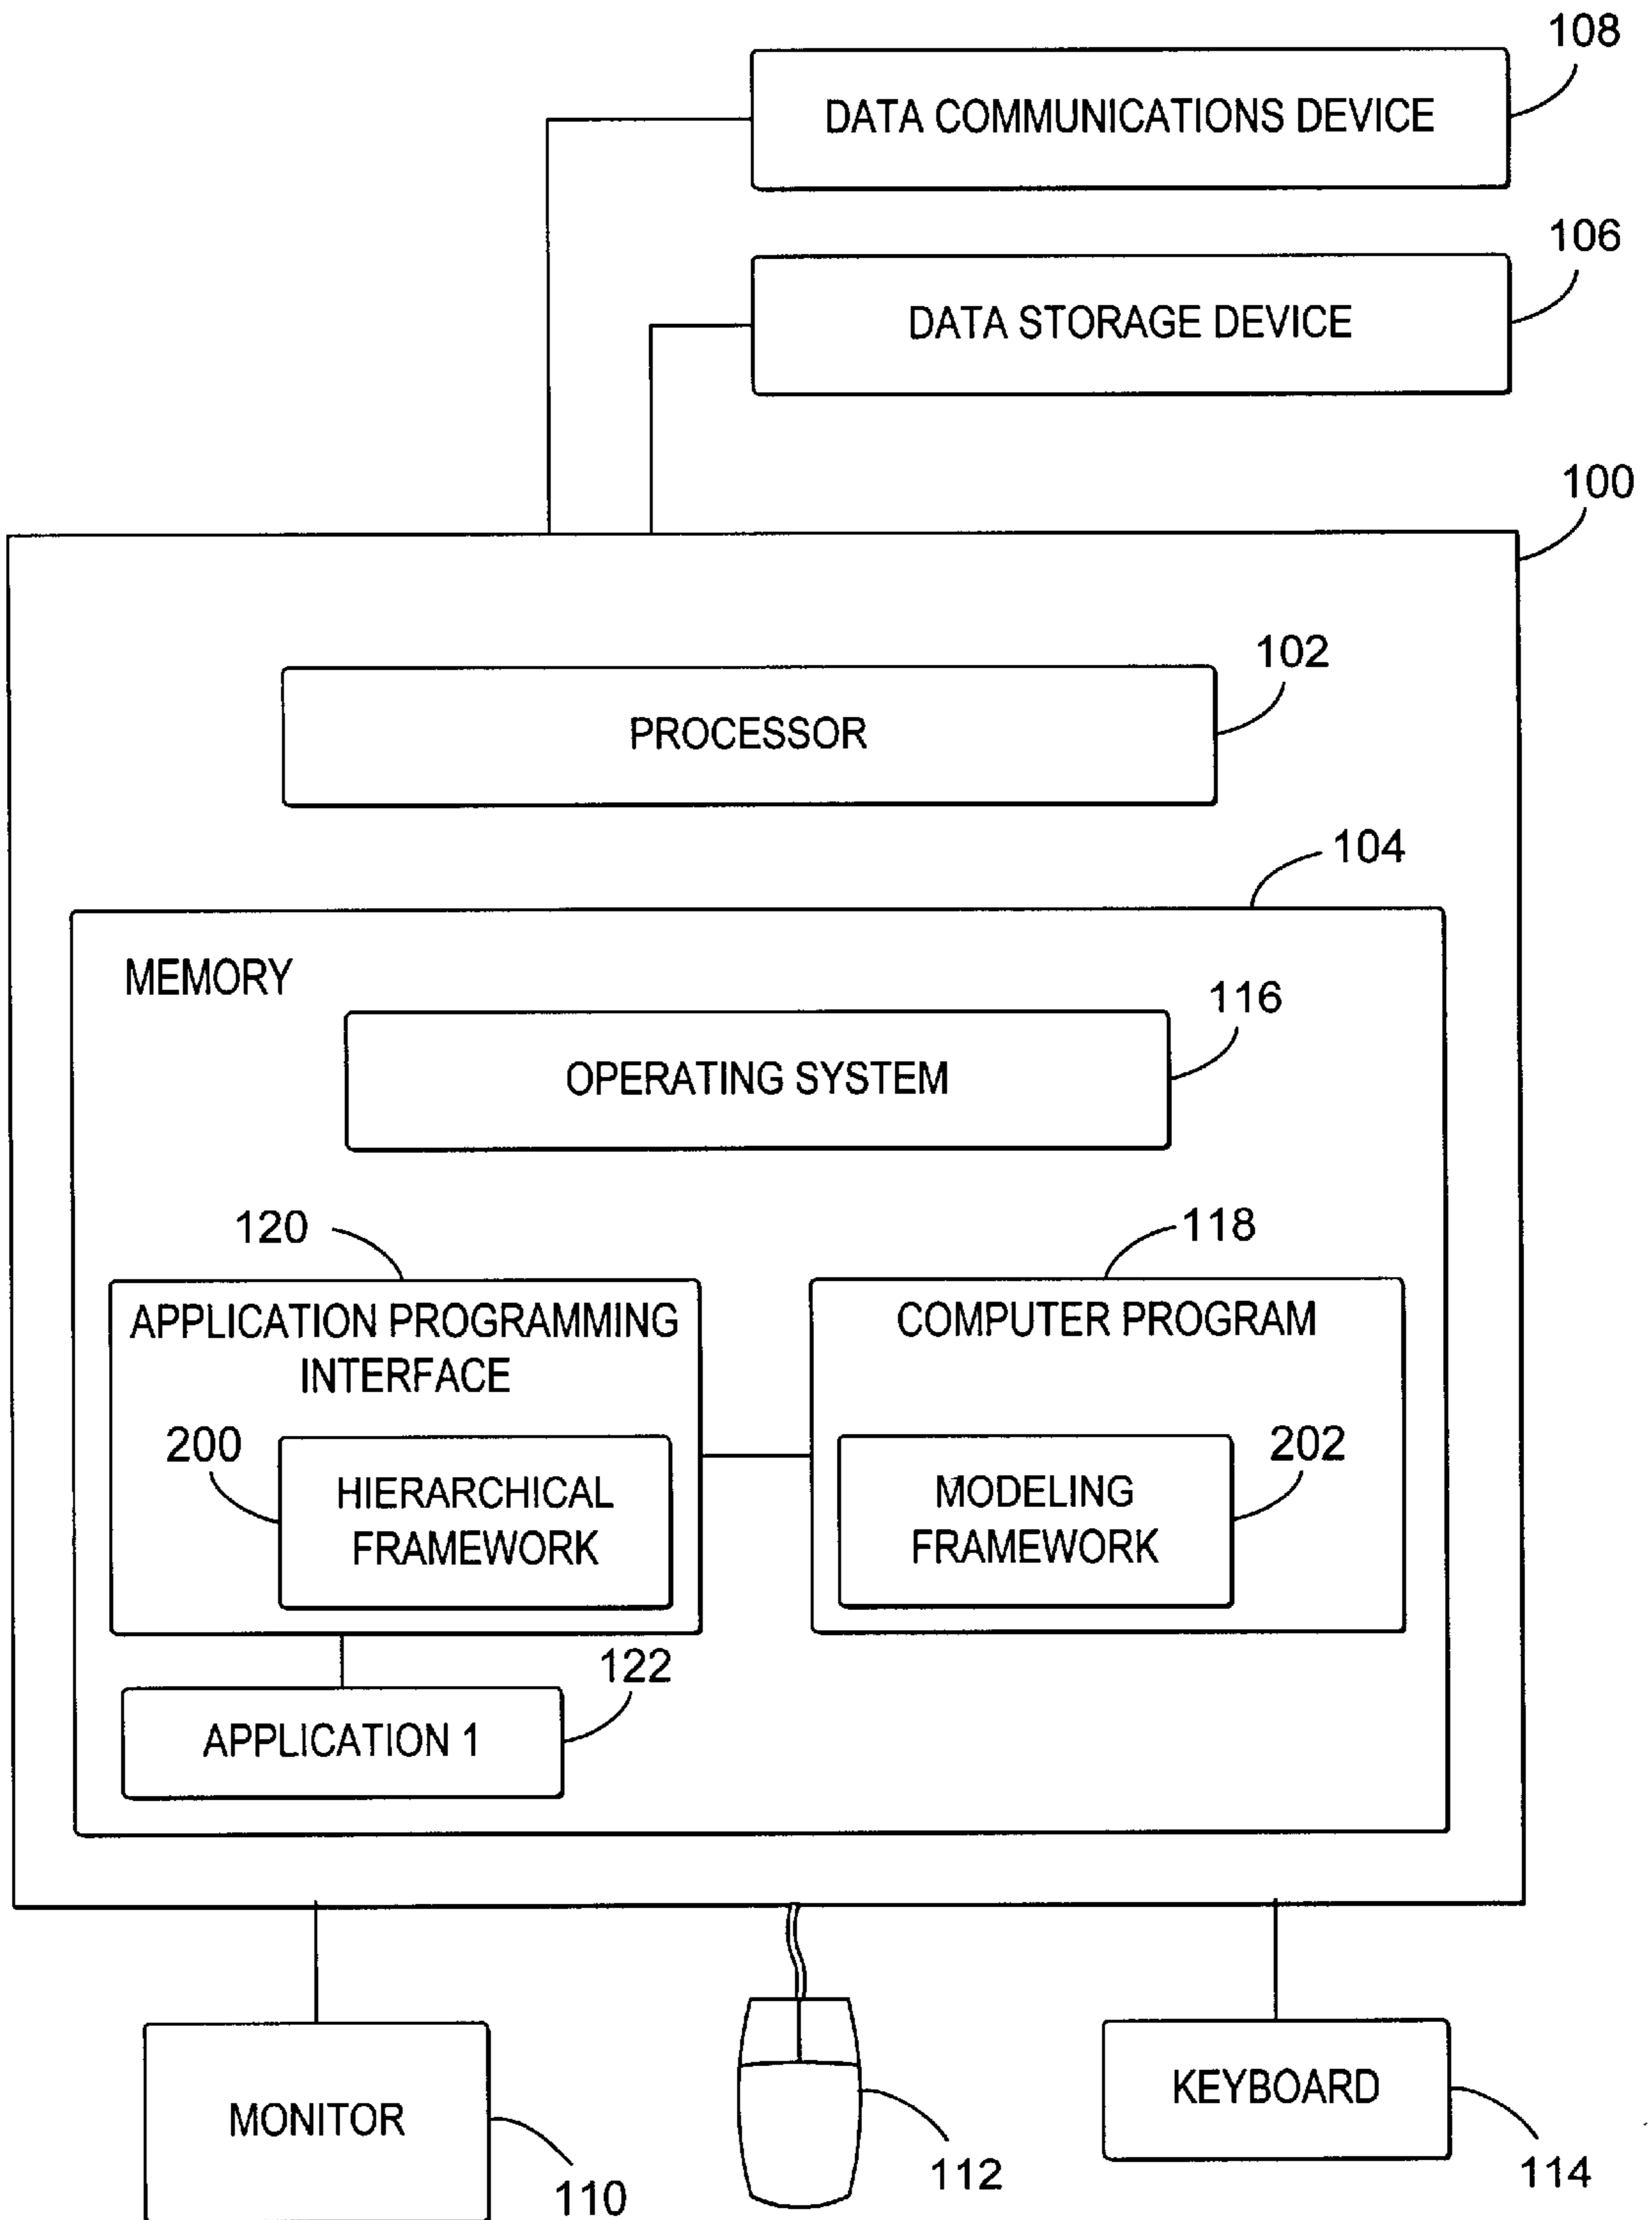 108
DATA COMMUNICATIONS DEVICE
106
DATA STORAGE DEVICE
100
102
PROCESSOR
104
MEMORY
116
OPERATING SYSTEM
120
118
APPLICATION PROGRAMMING
INTERFACE
COMPUTER PROGRAM
200
HIERARCHICAL
FRAMEWORK
MODELING
FRAMEWORK
202
122
APPLICATION 1
MONITOR
110
112
KEYBOARD
114